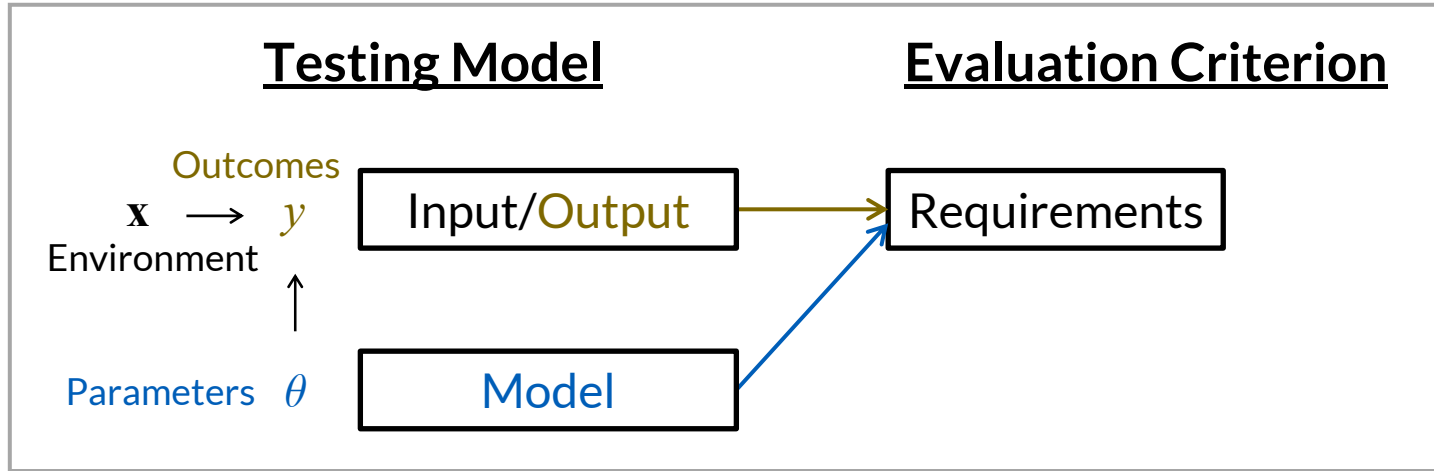 Testing Model
Evaluation Criterion
Outcomes
x → y
Input/Output
Requirements
Environment
Parameters θ
Model